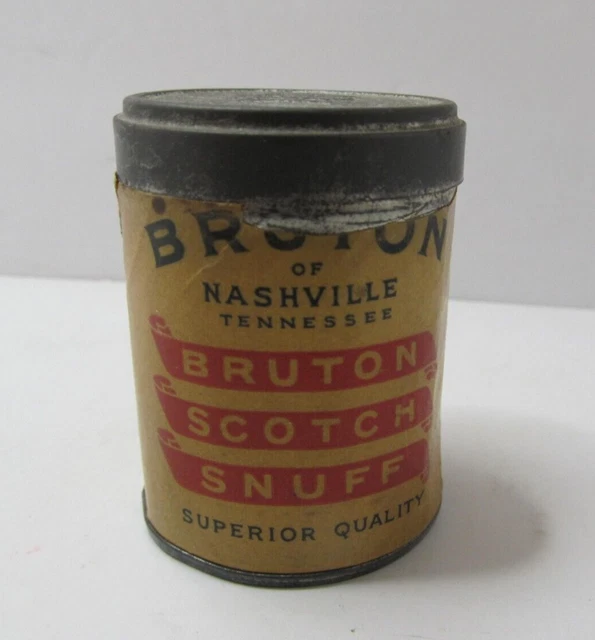 BRUTON
OF
NASHVILLE
TENNESSEE
BRUTON
SCOTCH
SNUFF
SUPERIOR QUALITY